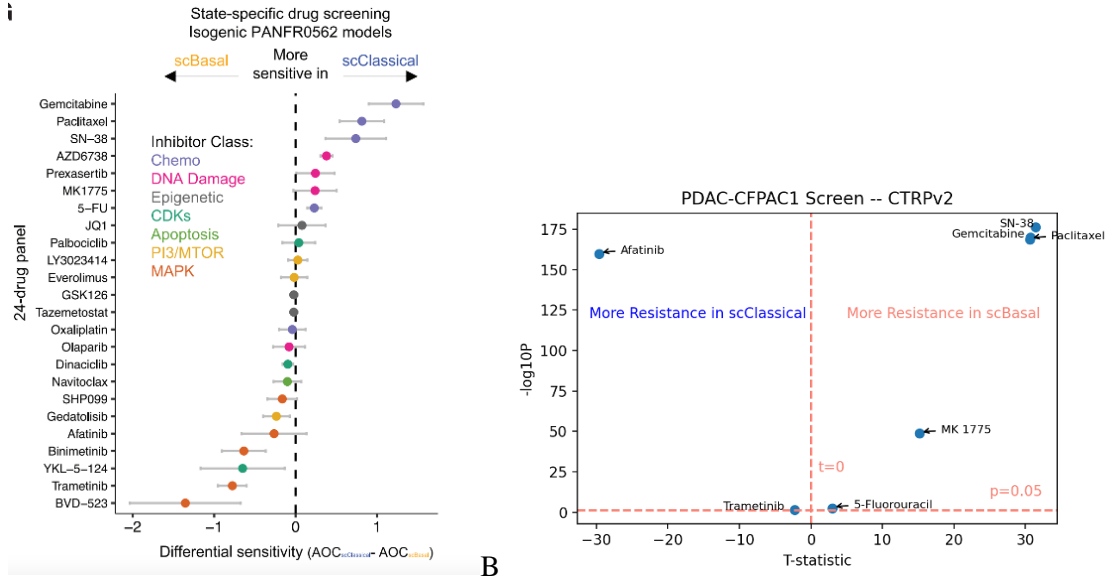 i
State-specific drug screening
Isogenic PANFR0562 models
scBasal
More
sensitive in
scClassical
Gemcitabine
Paclitaxel
SN−38
AZD6738
Prexasertib
MK1775
5−FU
JQ1
Palbociclib
LY3023414
Everolimus
GSK126
Tazemetostat
Oxaliplatin
Olaparib
Dinaciclib
Navitoclax
SHP099
Gedatolisib
Afatinib
Binimetinib
YKL−5−124
Trametinib
BVD−523
24-drug panel
Inhibitor Class:
Chemo
DNA Damage
Epigenetic
CDKs
Apoptosis
PI3/MTOR
MAPK
−2 −1 0 1
Differential sensitivity (AOCscClassical- AOCscBasal)
B
PDAC-CFPAC1 Screen -- CTRPv2
175
150
125
100
75
50
25
0
-log10P
SN-38
Gemcitabine
Paclitaxel
Afatinib
More Resistance in scClassical
More Resistance in scBasal
MK 1775
t=0
p=0.05
Trametinib
5-Fluorouracil
−30 −20 −10 0 10 20 30
T-statistic